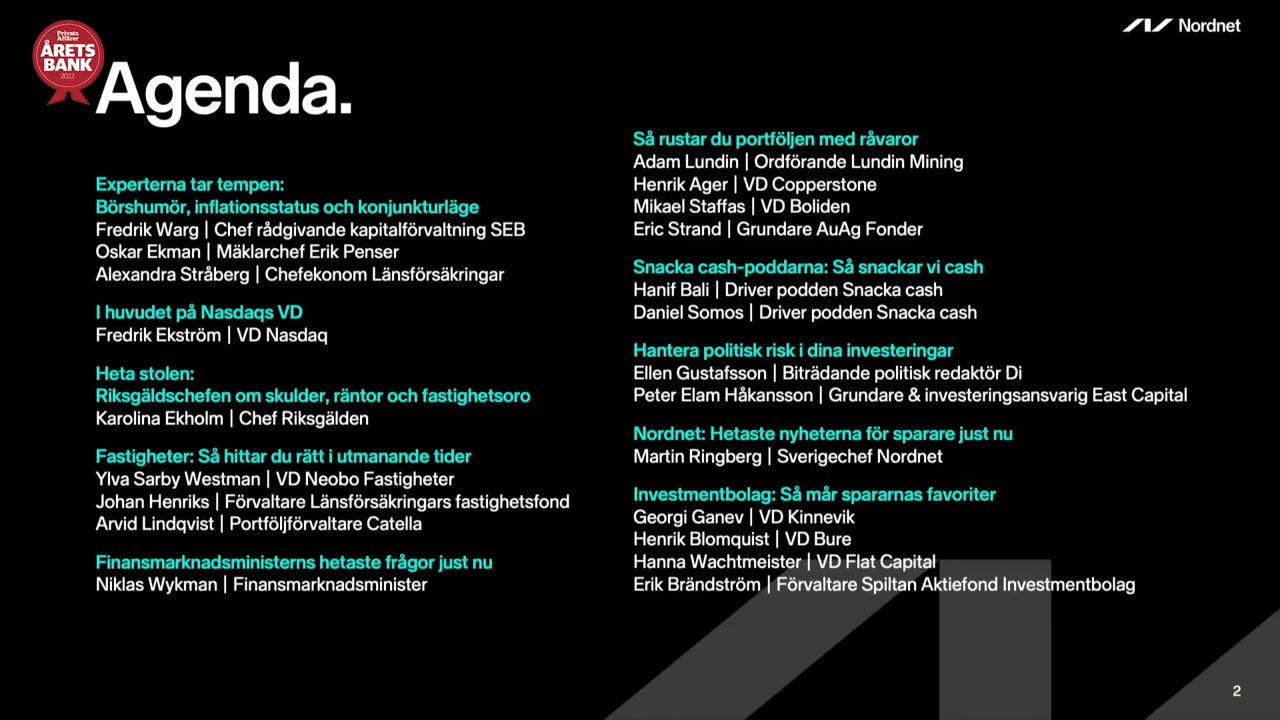 Privata
Affärer
ÅRETS
BANK
2022
Nordnet
Agenda.
Experterna tar tempen:
Börshumör, inflationsstatus och konjunkturläge
Fredrik Warg | Chef rådgivande kapitalförvaltning SEB
Oskar Ekman | Mäklarchef Erik Penser
Alexandra Stråberg | Chefekonom Länsförsäkringar
I huvudet på Nasdaqs VD
Fredrik Ekström | VD Nasdaq
Heta stolen:
Riksgäldschefen om skulder, räntor och fastighetsoro
Karolina Ekholm | Chef Riksgälden
Fastigheter: Så hittar du rätt i utmanande tider
Ylva Sarby Westman | VD Neobo Fastigheter
Johan Henriks | Förvaltare Länsförsäkringars fastighetsfond
Arvid Lindqvist | Portföljförvaltare Catella
Finansmarknadsministerns hetaste frågor just nu
Niklas Wykman | Finansmarknadsminister
Så rustar du portföljen med råvaror
Adam Lundin | Ordförande Lundin Mining
Henrik Ager | VD Copperstone
Mikael Staffas | VD Boliden
Eric Strand | Grundare AuAg Fonder
Snacka cash-poddarna: Så snackar vi cash
Hanif Bali | Driver podden Snacka cash
Daniel Somos | Driver podden Snacka cash
Hantera politisk risk i dina investeringar
Ellen Gustafsson | Biträdande politisk redaktör Di
Peter Elam Håkansson | Grundare & investeringsansvarig East Capital
Nordnet: Hetaste nyheterna för sparare just nu
Martin Ringberg | Sverigechef Nordnet
Investmentbolag: Så mår spararnas favoriter
Georgi Ganev | VD Kinnevik
Henrik Blomquist | VD Bure
Hanna Wachtmeister | VD Flat Capital
Erik Brändström | Förvaltare Spiltan Aktiefond Investmentbolag
2